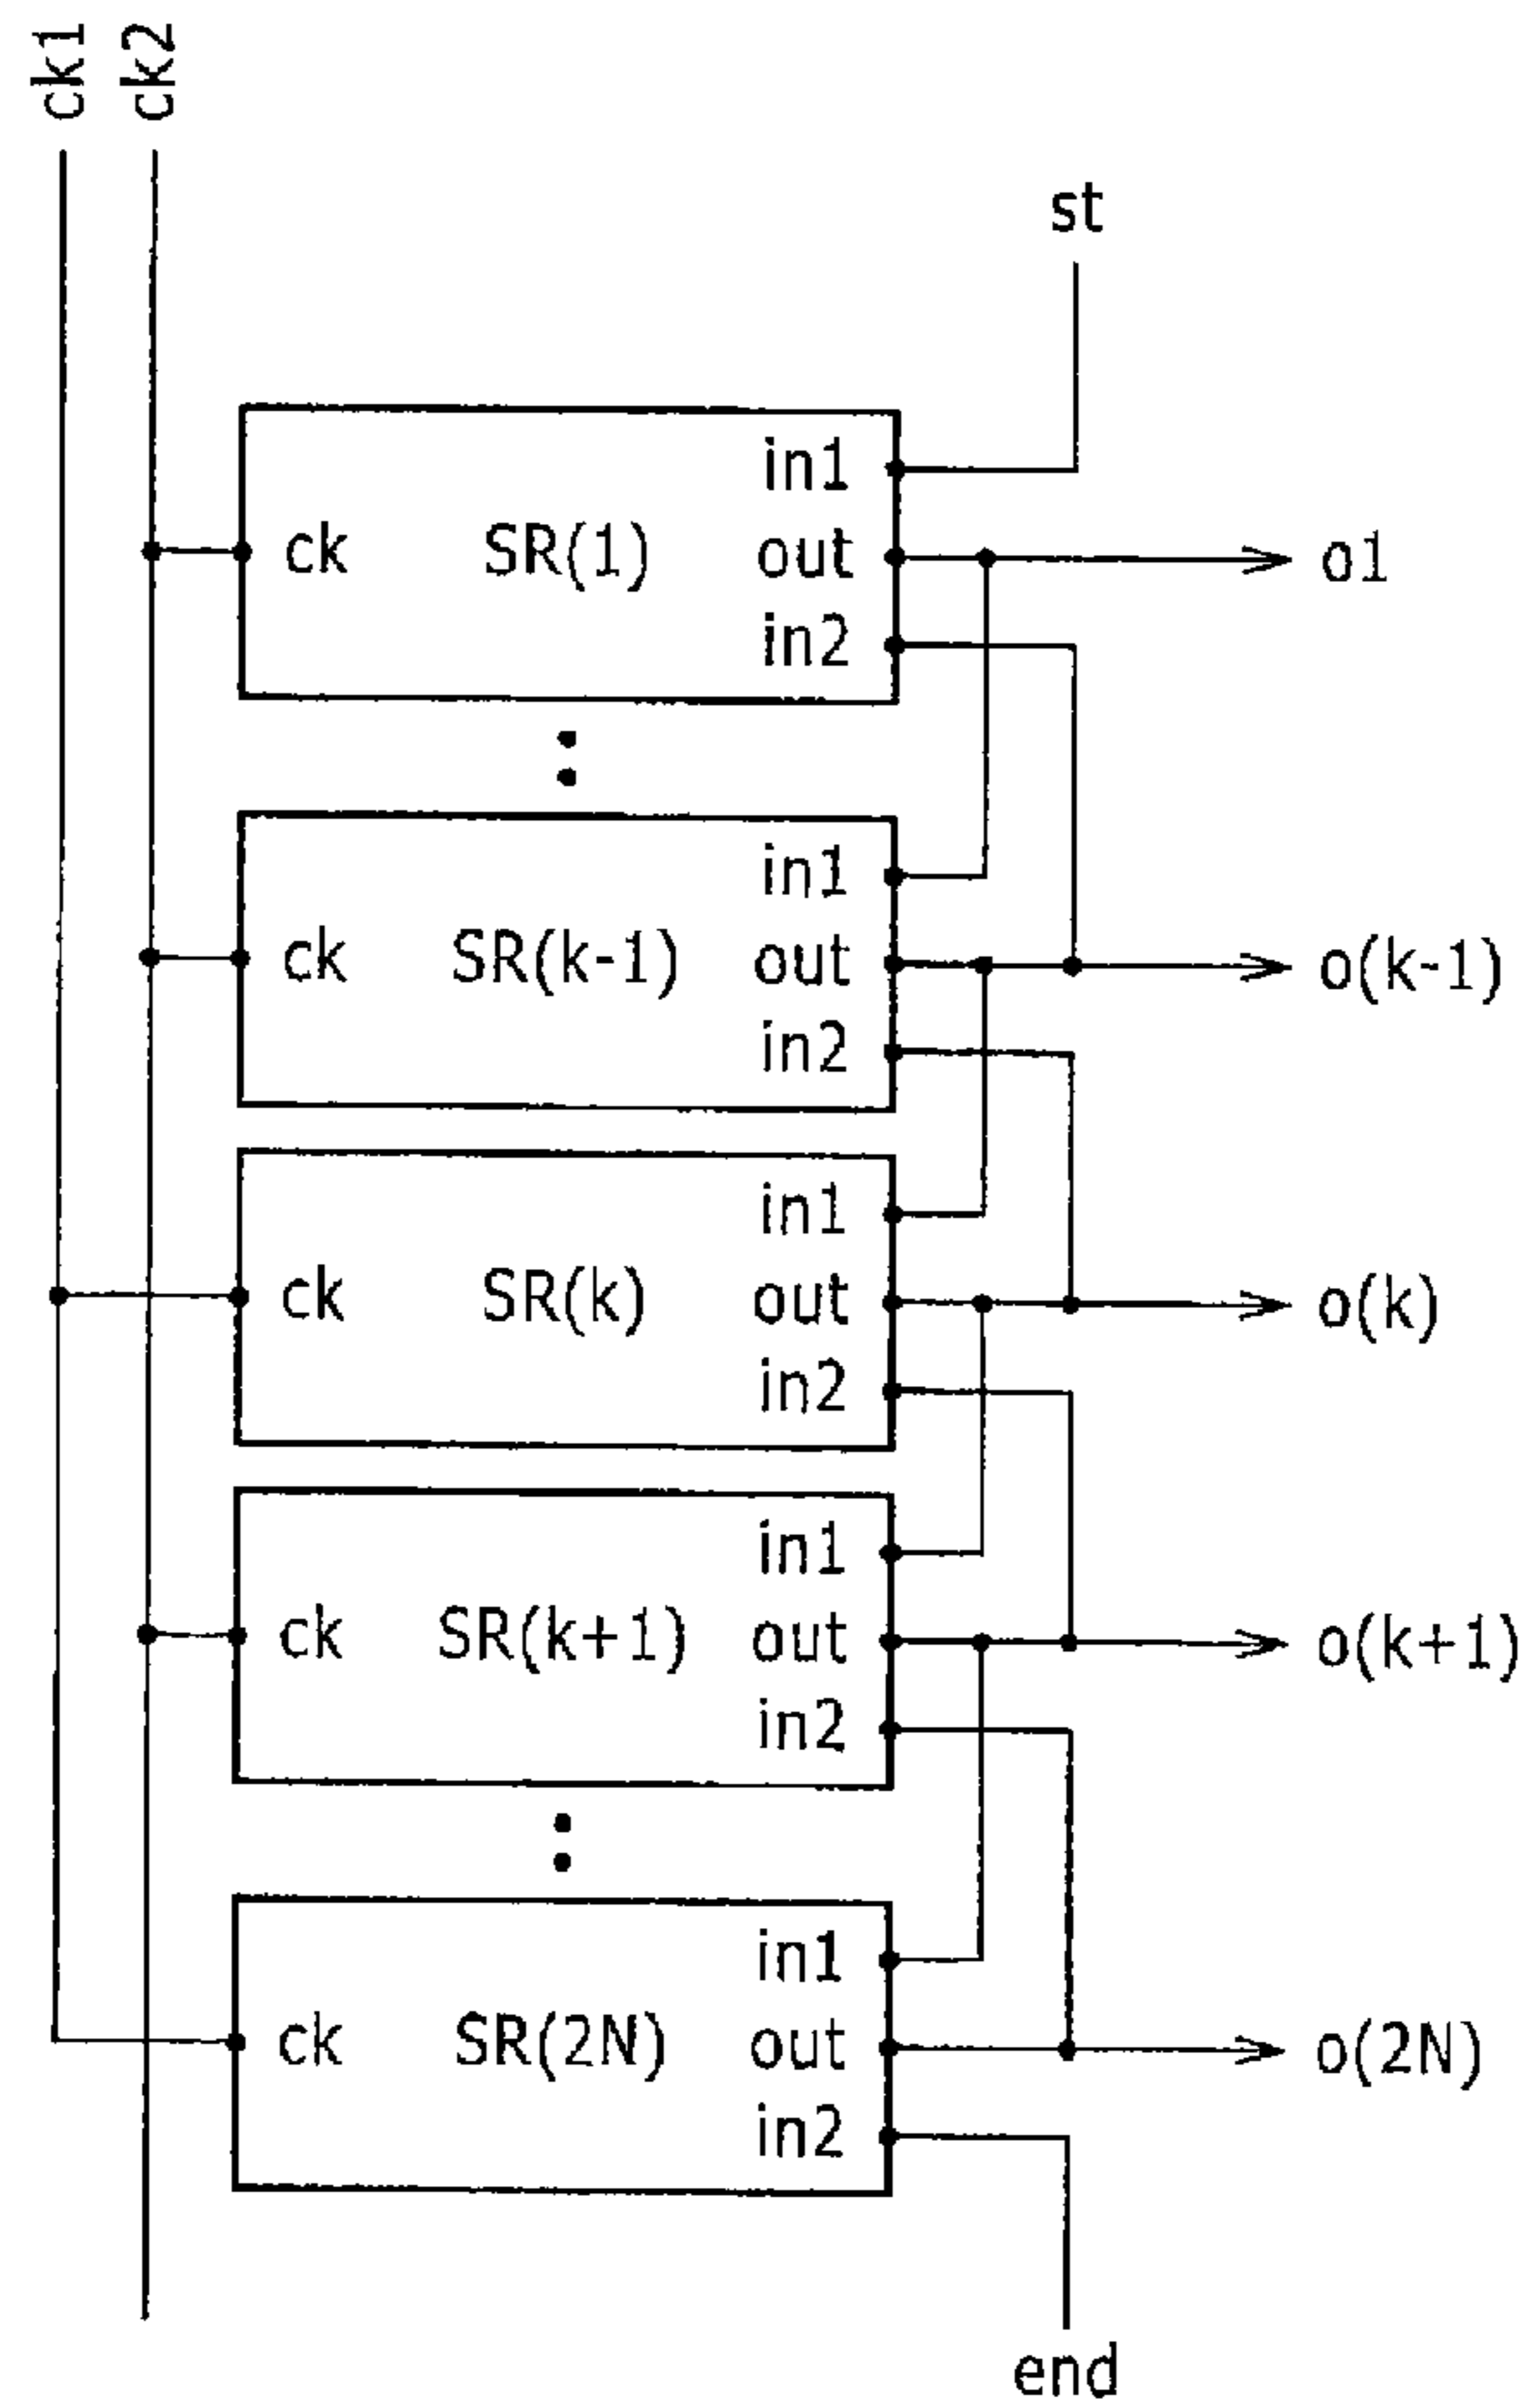 ck1
ck2
st
in1
ck SR(1) out o1
in2
in1
ck SR(k-1) out o(k-1)
in2
in1
ck SR(k) out o(k)
in2
in1
ck SR(k+1) out o(k+1)
in2
in1
ck SR(2N) out o(2N)
in2
end